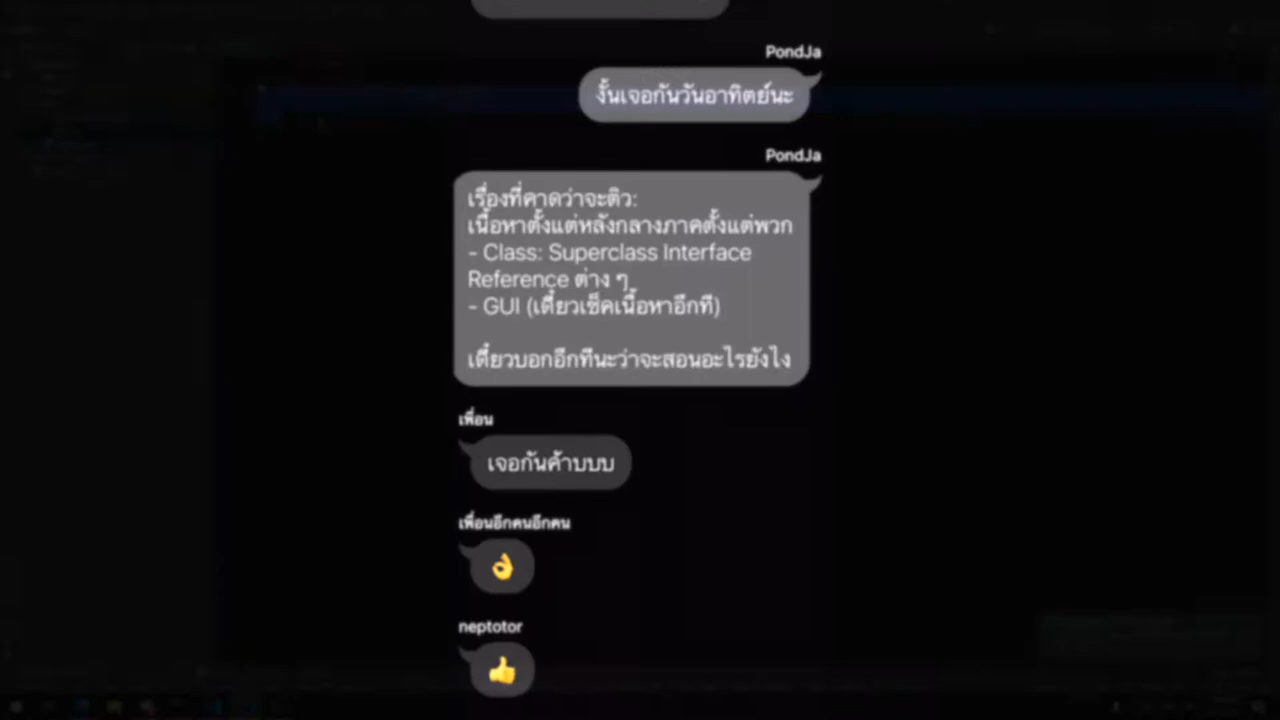 PondJa
งั้นเจอกันวันอาทิตย์นะ
PondJa
เรื่องที่คาดว่าจะติว:
เนื้อหาตั้งแต่หลังกลางภาคตั้งแต่พวก
- Class: Superclass Interface
Reference ต่าง ๆ
- GUI (เดี๋ยวเช็คเนื้อหาอีกที)
เดี๋ยวบอกอีกทีนะว่าจะสอนอะไรยังไง
เพื่อน
เจอกันค้าบบบ
เพื่อนอีกคนอีกคน
👌
neptotor
👍